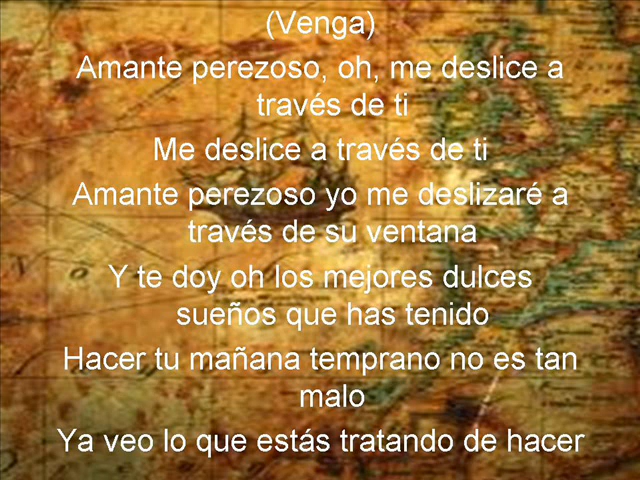 (Venga)
Amante perezoso, oh, me deslice a
través de ti
Me deslice a través de ti
Amante perezoso yo me deslizaré a
través de su ventana
Y te doy oh los mejores dulces
sueños que has tenido
Hacer tu mañana temprano no es tan
malo
Ya veo lo que estás tratando de hacer